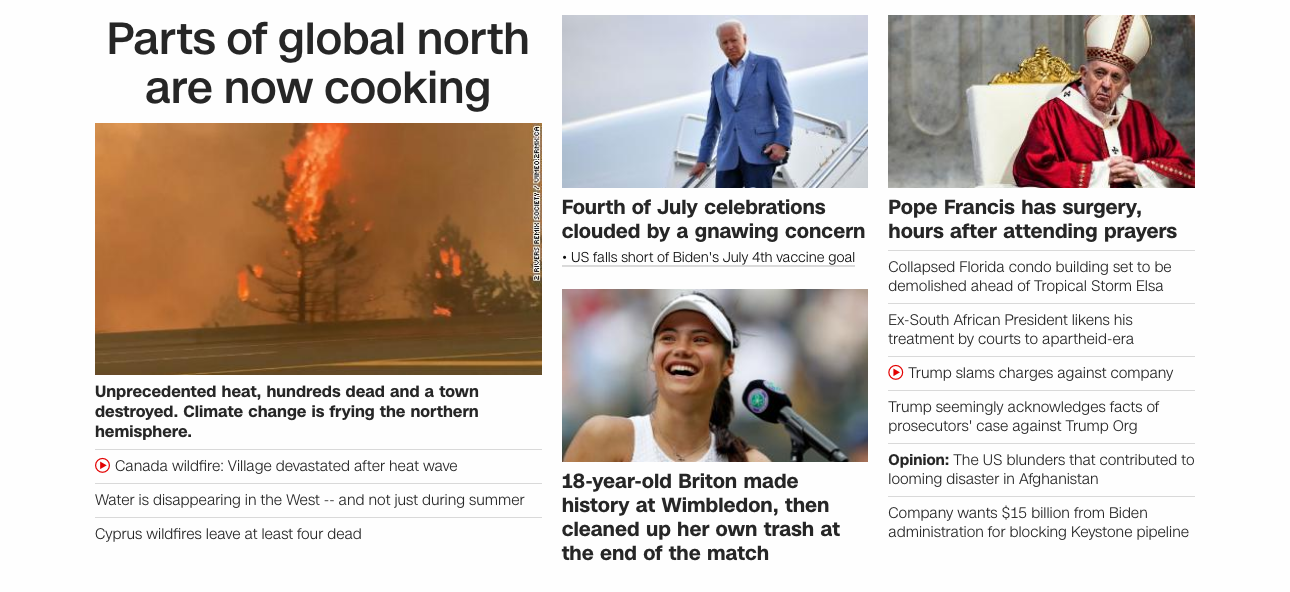 Parts of global north
are now cooking
2 RIVERS REMIX SOCIETY / VIMEO/2RMX.CA
Unprecedented heat, hundreds dead and a town
destroyed. Climate change is frying the northern
hemisphere.
Canada wildfire: Village devastated after heat wave
Water is disappearing in the West -- and not just during summer
Cyprus wildfires leave at least four dead
Fourth of July celebrations
clouded by a gnawing concern
• US falls short of Biden's July 4th vaccine goal
18-year-old Briton made
history at Wimbledon, then
cleaned up her own trash at
the end of the match
Pope Francis has surgery,
hours after attending prayers
Collapsed Florida condo building set to be
demolished ahead of Tropical Storm Elsa
Ex-South African President likens his
treatment by courts to apartheid-era
Trump slams charges against company
Trump seemingly acknowledges facts of
prosecutors' case against Trump Org
Opinion: The US blunders that contributed to
looming disaster in Afghanistan
Company wants $15 billion from Biden
administration for blocking Keystone pipeline